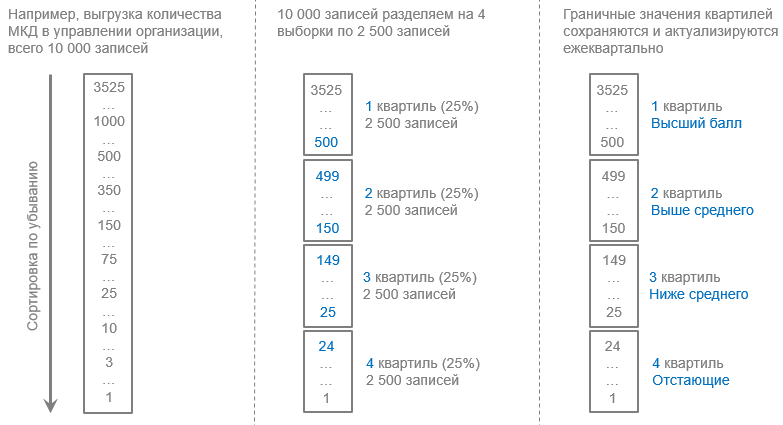 Например, выгрузка количества
МКД в управлении организации,
всего 10 000 записей
Сортировка по убыванию
3525
...
1000
...
500
...
350
...
150
...
75
...
25
...
10
...
3
...
1
10 000 записей разделяем на 4
выборки по 2 500 записей
3525
...
...
500
1 квартиль (25%)
2 500 записей
499
...
...
150
2 квартиль (25%)
2 500 записей
149
...
...
25
3 квартиль (25%)
2 500 записей
24
...
...
1
4 квартиль (25%)
2 500 записей
Граничные значения квартилей
сохраняются и актуализируются
ежеквартально
3525
...
...
500
1 квартиль
Высший балл
499
...
...
150
2 квартиль
Выше среднего
149
...
...
25
3 квартиль
Ниже среднего
24
...
...
1
4 квартиль
Отстающие